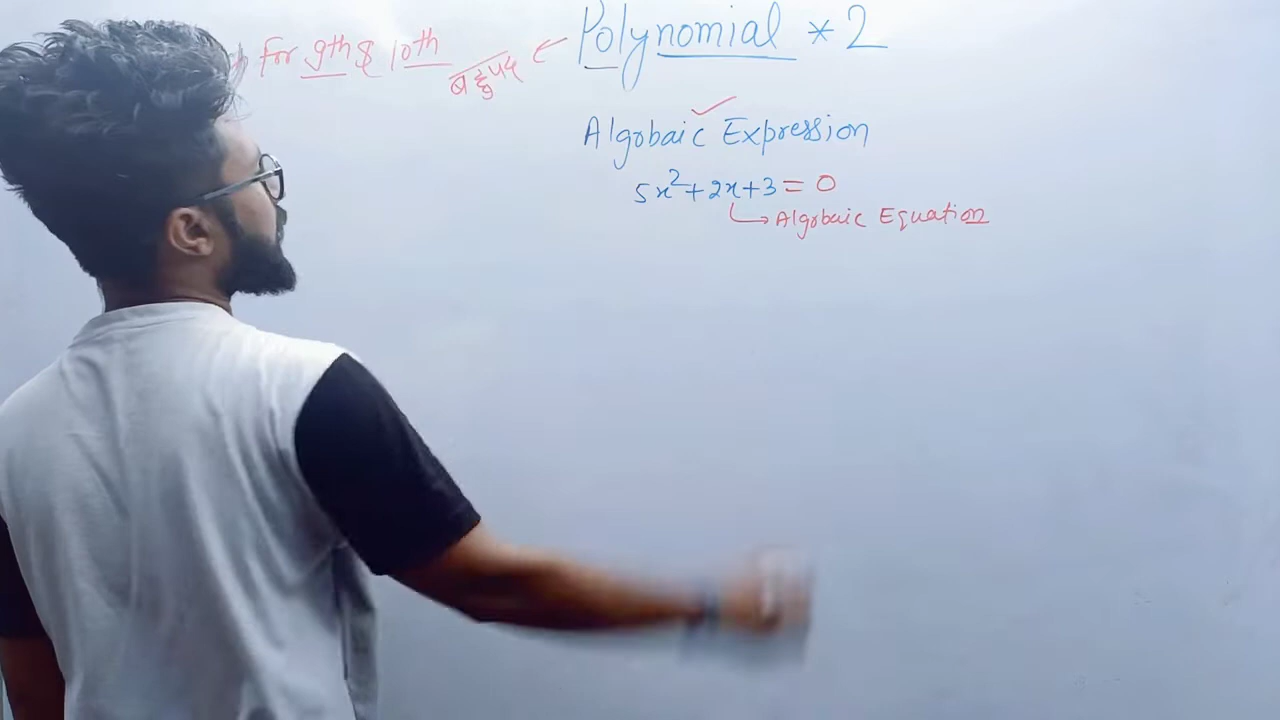 for 9th & 10th बहुपद ← Polynomial * 2
Algobaic Expression
5x²+2x+3 = 0
↳ Algobaic Equation